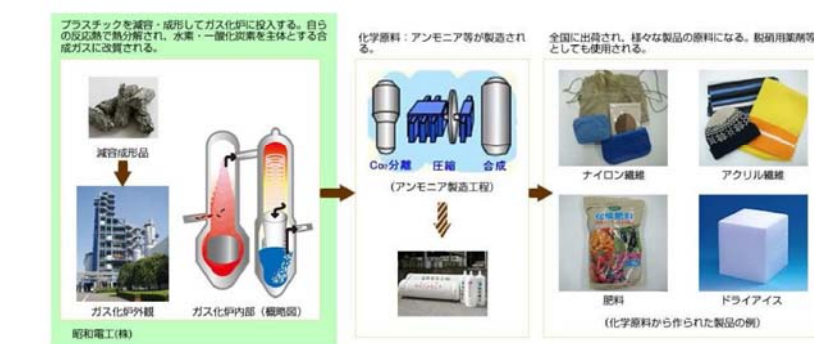 プラスチックを減容・成形してガス化炉に投入する。自ら
の反応熱で熱分解され、水素・一酸化炭素を主体とする合
成ガスに改質される。
減容成形品
ガス化炉外観
ガス化炉内部（概略図）
昭和電工(株)
化学原料：アンモニア等が製造され
る。
Co₂分離
圧縮
合成
(アンモニア製造工程)
全国に出荷され、様々な製品の原料になる。脱硝用薬剤等
としても使用される。
ナイロン繊維
アクリル繊維
化成肥料
肥料
ドライアイス
(化学原料から作られた製品の例)